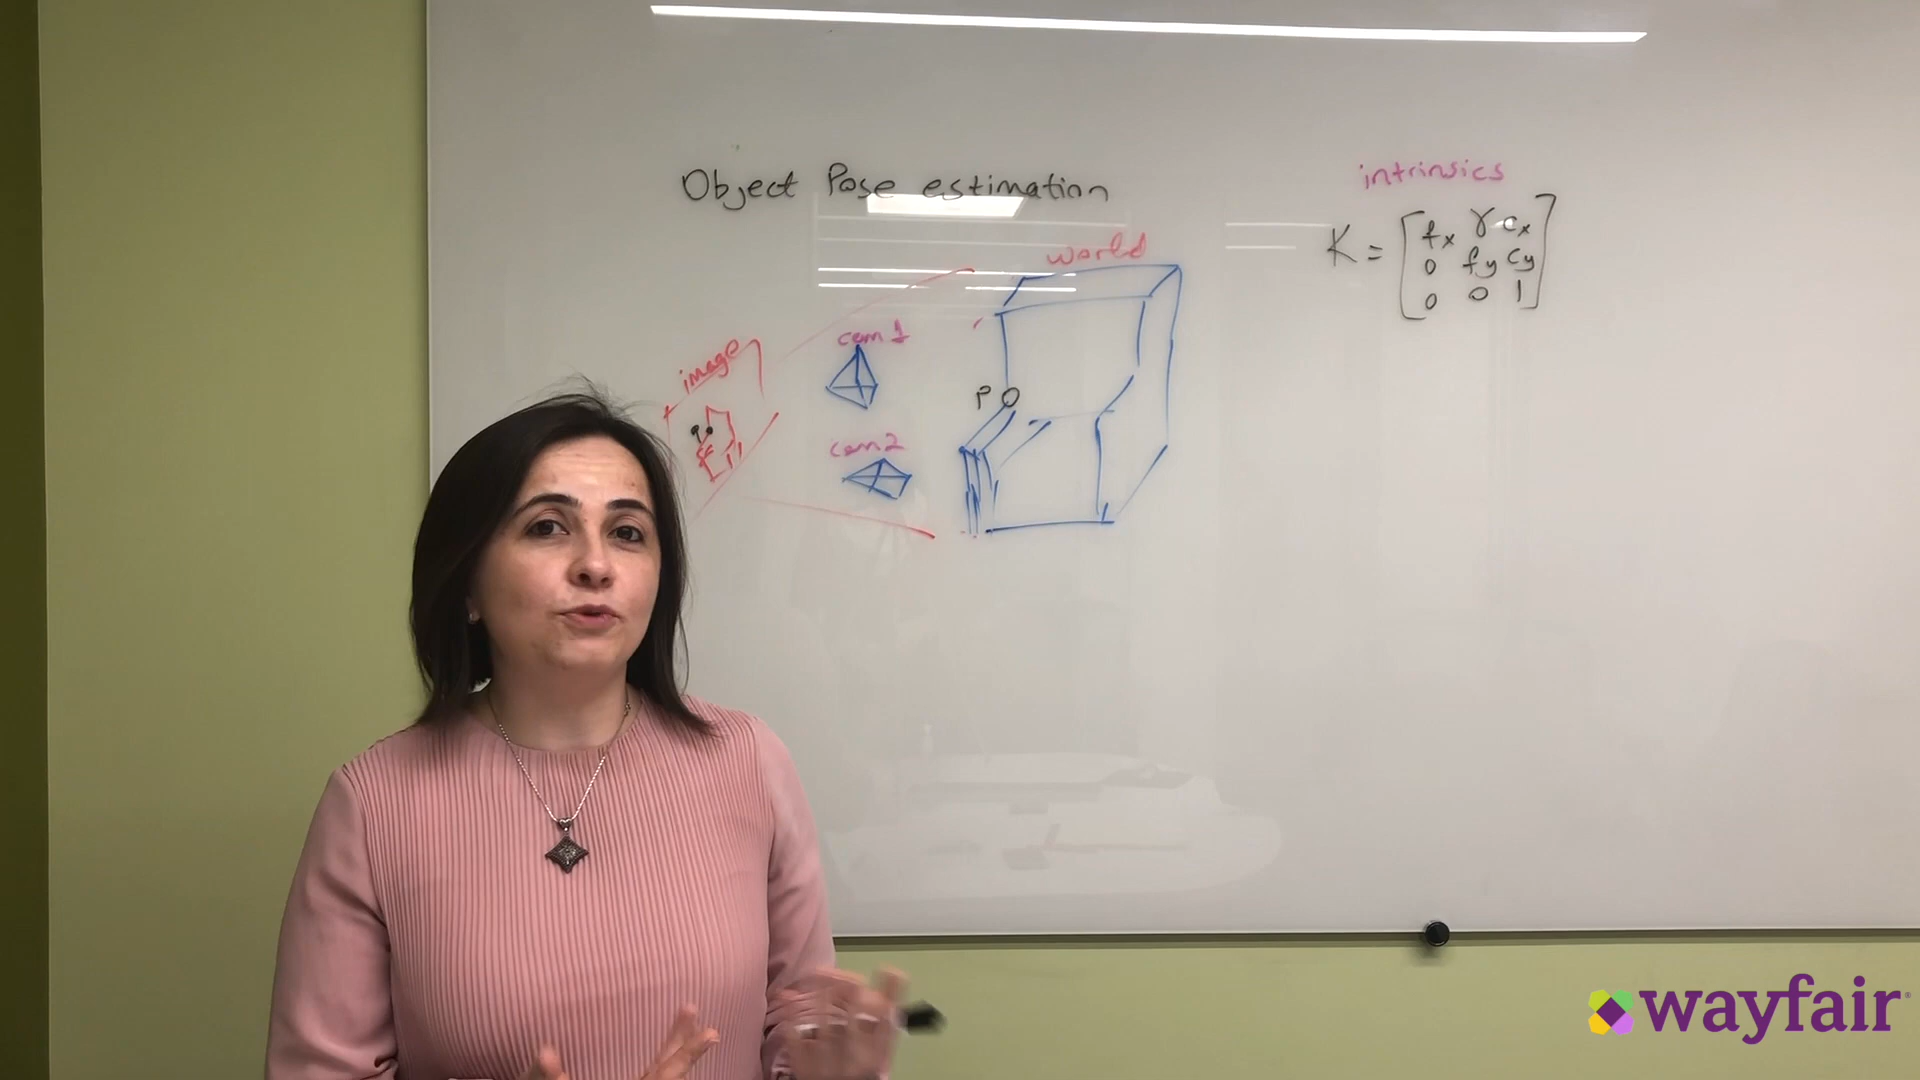 Object Pose estimation
intrinsics
K = [fx γ cx
0 fy cy
0 0 1]
world
image
cam 1
P
P
cam 2
wayfair